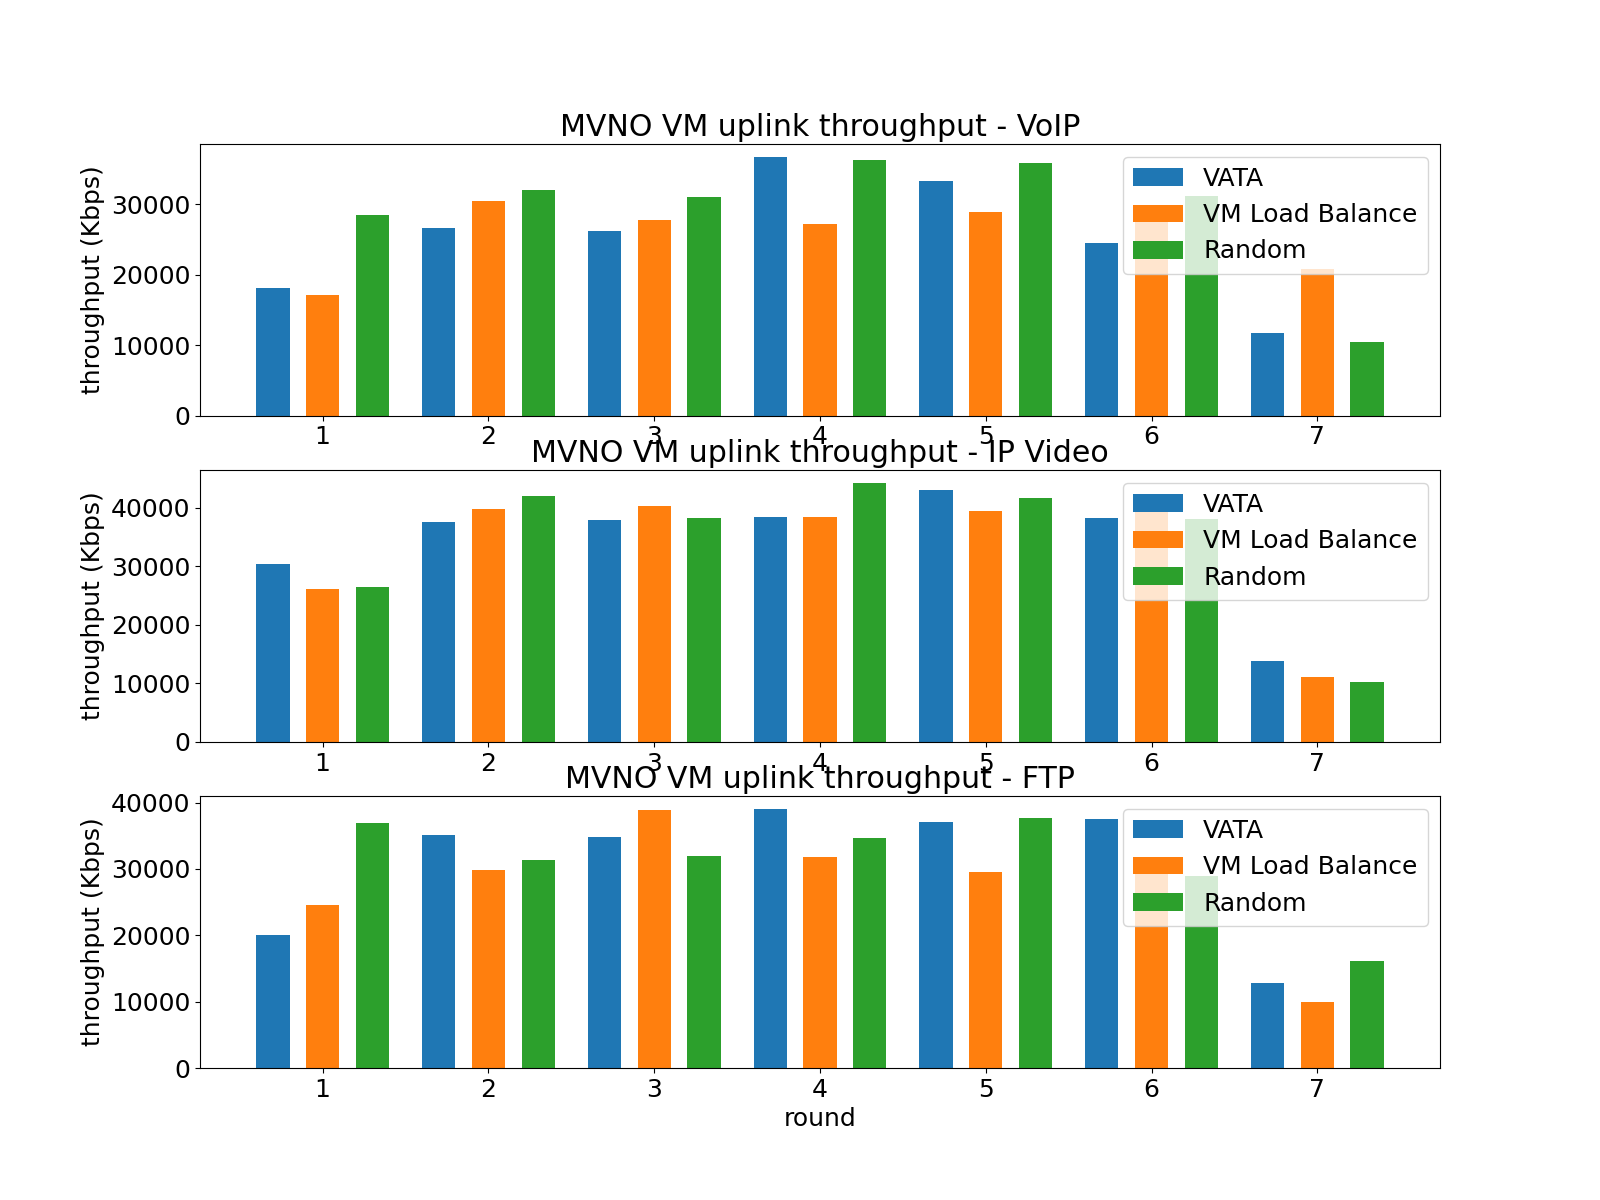 MVNO VM uplink throughput - VoIP
throughput (Kbps)
30000
20000
10000
0
VATA
VM Load Balance
Random
1 2 3 4 5 6 7
MVNO VM uplink throughput - IP Video
throughput (Kbps)
40000
30000
20000
10000
0
VATA
VM Load Balance
Random
1 2 3 4 5 6 7
MVNO VM uplink throughput - FTP
throughput (Kbps)
40000
30000
20000
10000
0
VATA
VM Load Balance
Random
1 2 3 4 5 6 7
round